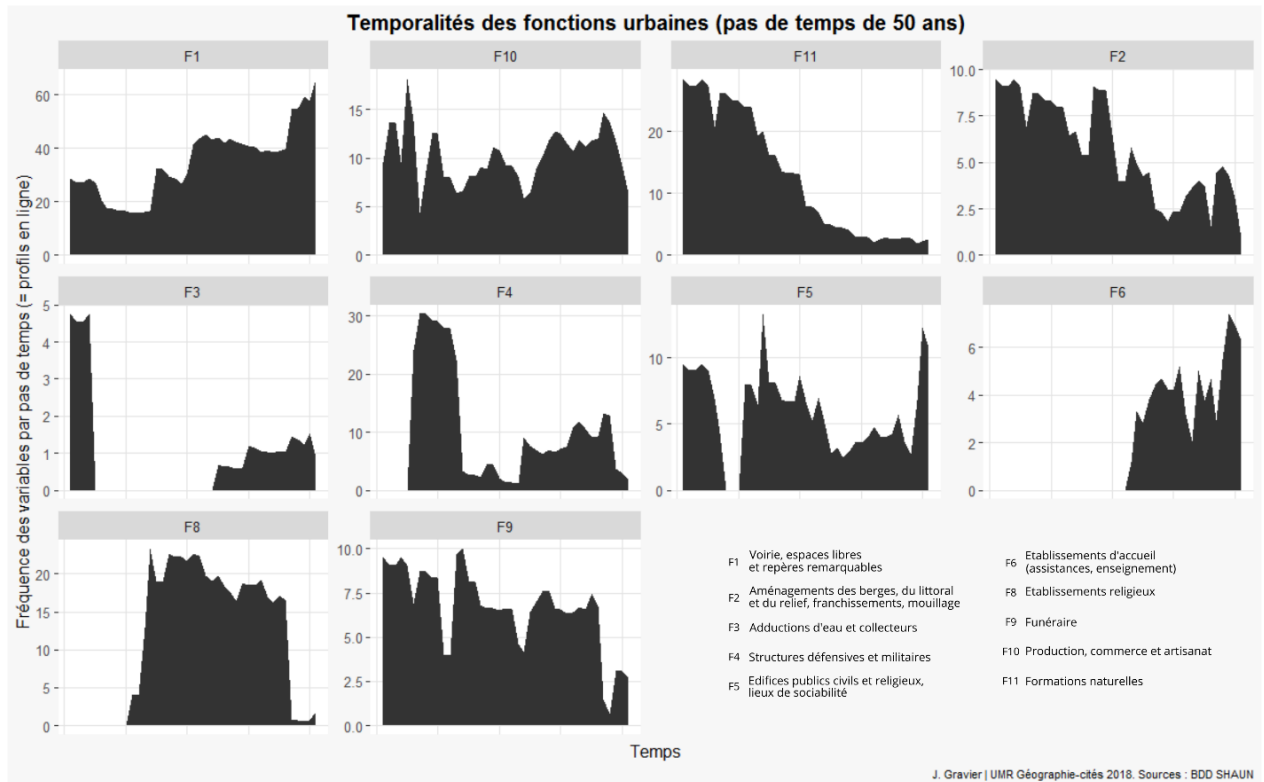 Temporalités des fonctions urbaines (pas de temps de 50 ans)
Fréquence des variables par pas de temps (= profils en ligne)
F1
60
40
20
0
F10
15
10
5
0
F11
20
10
0
F2
10.0
7.5
5.0
2.5
0.0
F3
5
4
3
2
1
0
F4
30
20
10
0
F5
10
5
0
F6
6
4
2
0
F8
20
15
10
5
0
F9
10.0
7.5
5.0
2.5
0.0
F1 Voirie, espaces libres
et repères remarquables
F2 Aménagements des berges, du littoral
et du relief, franchissements, mouillage
F3 Adductions d'eau et collecteurs
F4 Structures défensives et militaires
F5 Edifices publics civils et religieux,
lieux de sociabilité
F6 Etablissements d'accueil
(assistances, enseignement)
F8 Etablissements religieux
F9 Funéraire
F10 Production, commerce et artisanat
F11 Formations naturelles
Temps
J. Gravier | UMR Géographie-cités 2018. Sources : BDD SHAUN